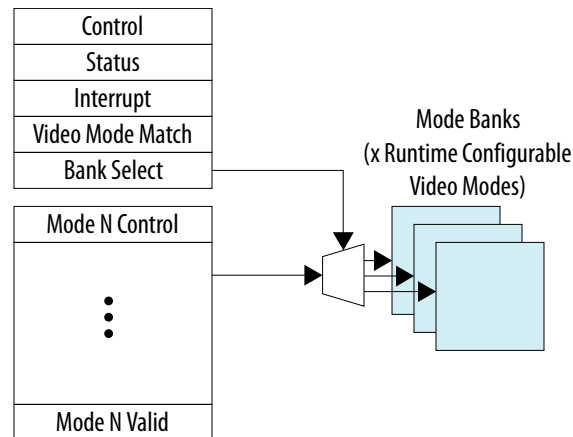 Control
Status
Interrupt
Video Mode Match
Bank Select
Mode N Control
Mode N Valid
Mode Banks
(x Runtime Configurable
Video Modes)